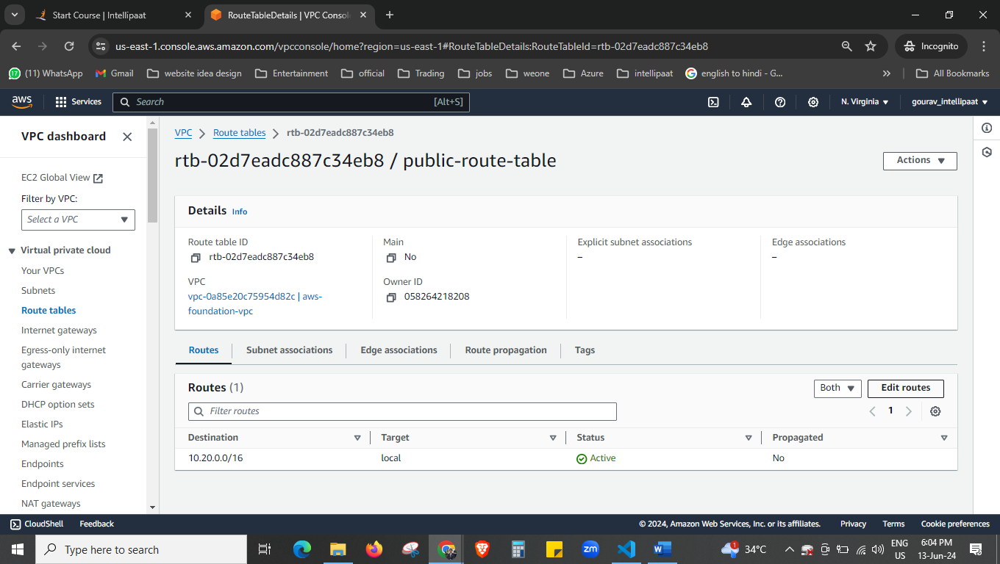 Start Course | Intellipaat
RouteTableDetails | VPC Conso
us-east-1.console.aws.amazon.com/vpcconsole/home?region=us-east-1#RouteTableDetails:RouteTableId=rtb-02d7eadc887c34eb8
Incognito
17
(11) WhatsApp
Gmail
website idea design
Entertainment
official
Trading
jobs
weone
Azure
intellipaat
english to hindi - G...
All Bookmarks
aws
Services
Search
[Alt+S]
N. Virginia
gourav_intellipaat
VPC dashboard
EC2 Global View
Filter by VPC:
Select a VPC
Virtual private cloud
Your VPCs
Subnets
Route tables
Internet gateways
Egress-only internet
gateways
Carrier gateways
DHCP option sets
Elastic IPs
Managed prefix lists
Endpoints
Endpoint services
NAT gateways
VPC
Route tables
rtb-02d7eadc887c34eb8
rtb-02d7eadc887c34eb8 / public-route-table
Actions
Details Info
Route table ID
rtb-02d7eadc887c34eb8
Main
No
Explicit subnet associations
–
Edge associations
–
VPC
vpc-0a85e20c75954d82c | aws-
foundation-vpc
Owner ID
058264218208
Routes
Subnet associations
Edge associations
Route propagation
Tags
Routes (1)
Both
Edit routes
Filter routes
1
Destination
Target
Status
Propagated
10.20.0.0/16
local
Active
No
CloudShell
Feedback
© 2024, Amazon Web Services, Inc. or its affiliates.
Privacy
Terms
Cookie preferences
Type here to search
zm
1
34°C
ENG
US
6:04 PM
13-Jun-24